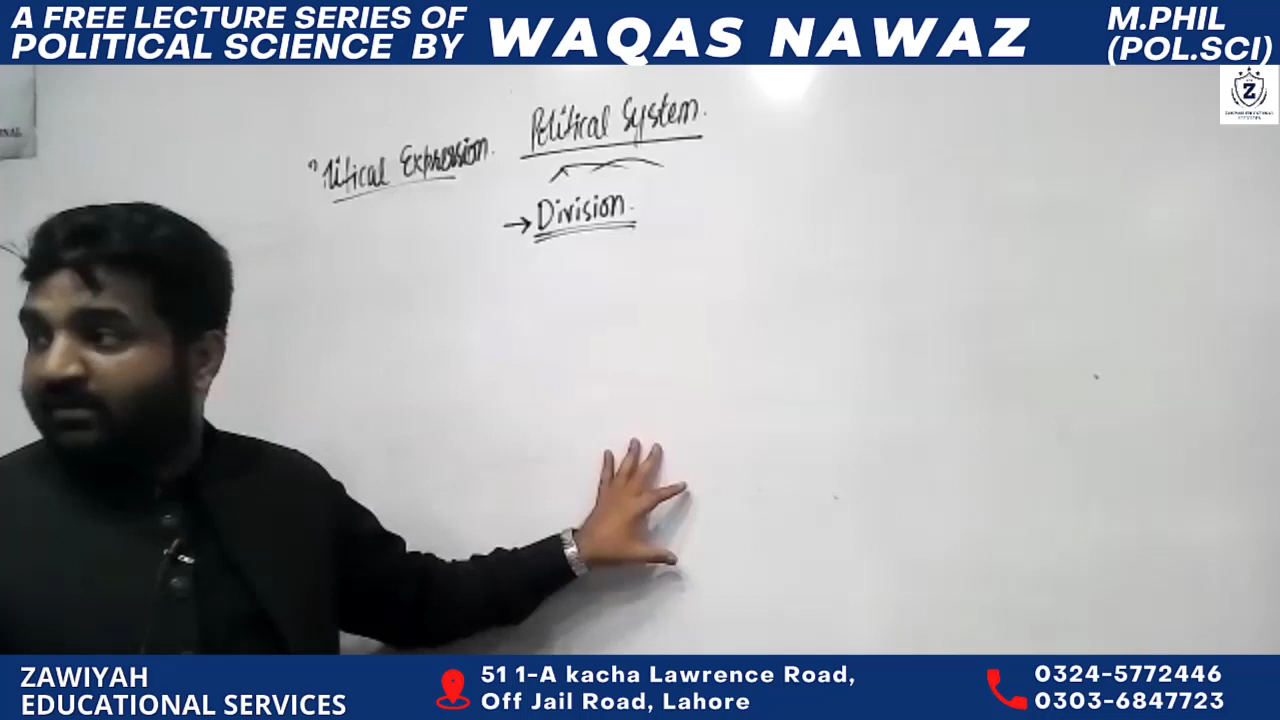 A FREE LECTURE SERIES OF
POLITICAL SCIENCE BY
WAQAS NAWAZ
M.PHIL
(POL.SCI)
Z
Political System.
Expression.
→ Division.
ZAWIYAH
EDUCATIONAL SERVICES
51 1-A kacha Lawrence Road,
Off Jail Road, Lahore
0324-5772446
0303-6847723